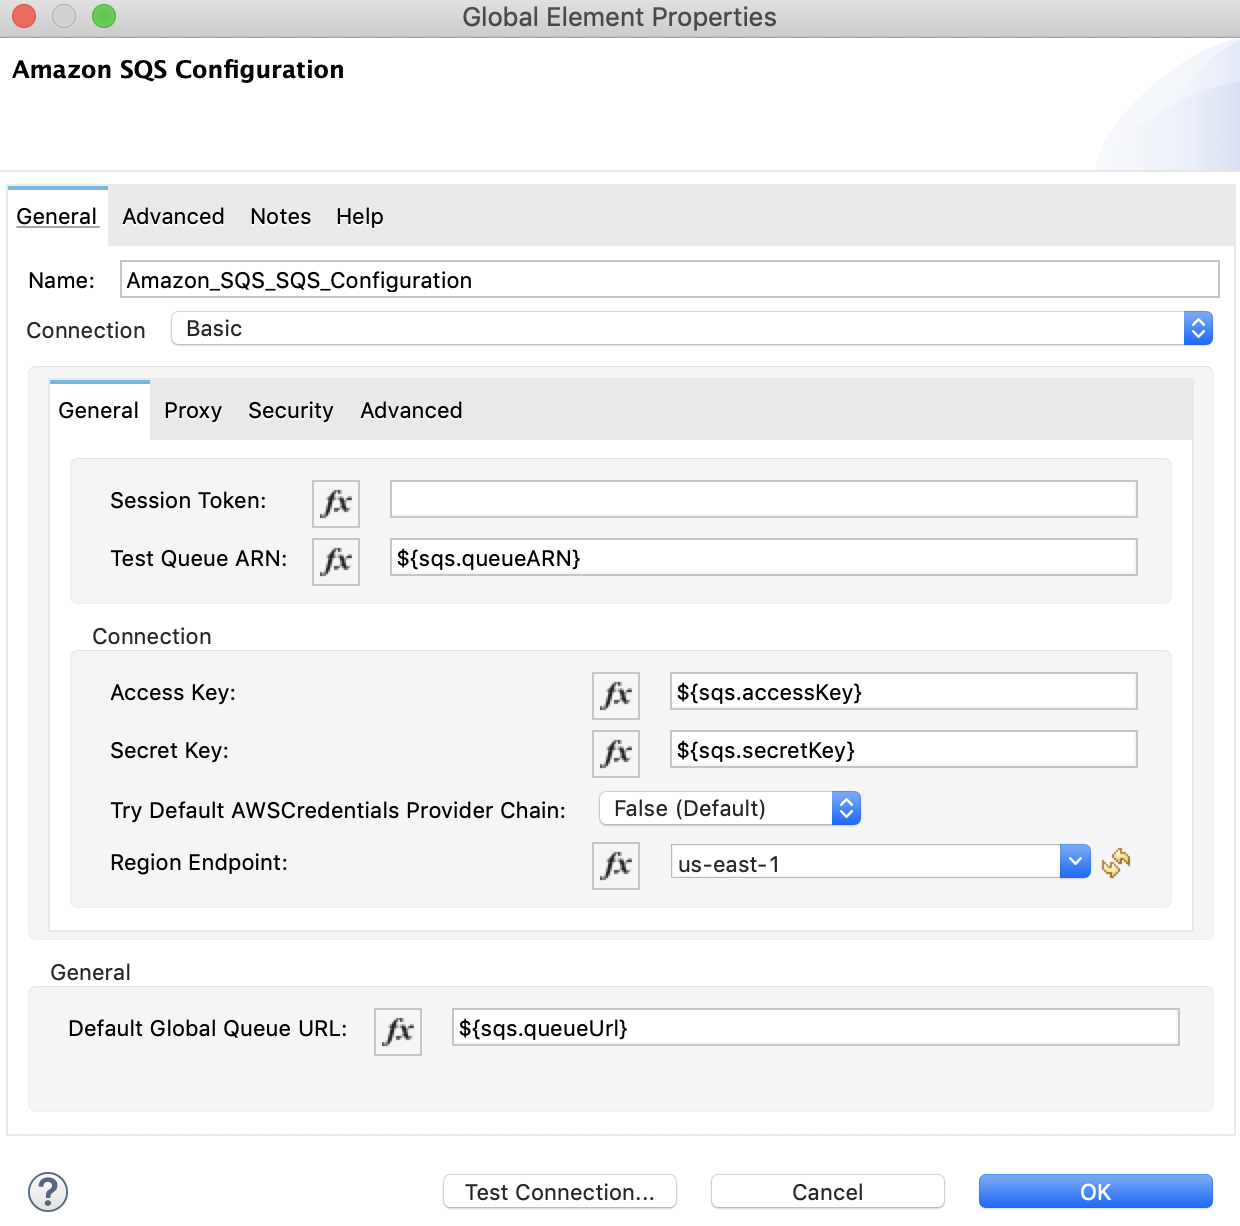 Global Element Properties
Amazon SQS Configuration
General Advanced Notes Help
Name: Amazon_SQS_SQS_Configuration
Connection Basic
General Proxy Security Advanced
Session Token: fx
Test Queue ARN: fx ${sqs.queueARN}
Connection
Access Key: fx ${sqs.accessKey}
Secret Key: fx ${sqs.secretKey}
Try Default AWSCredentials Provider Chain: False (Default)
Region Endpoint: fx us-east-1
General
Default Global Queue URL: fx ${sqs.queueUrl}
? Test Connection... Cancel OK